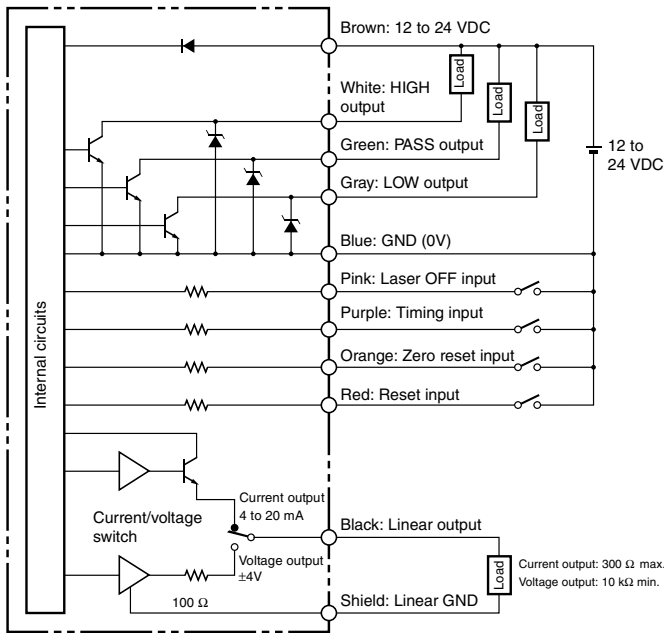 Brown: 12 to 24 VDC
White: HIGH
output
Load
Load
Load
Green: PASS output
12 to
24 VDC
Gray: LOW output
Blue: GND (0V)
Pink: Laser OFF input
Purple: Timing input
Orange: Zero reset input
Red: Reset input
Internal circuits
Current output
4 to 20 mA
Current/voltage
switch
Black: Linear output
Voltage output
±4V
Load
Current output: 300 Ω max.
Voltage output: 10 kΩ min.
100 Ω
Shield: Linear GND